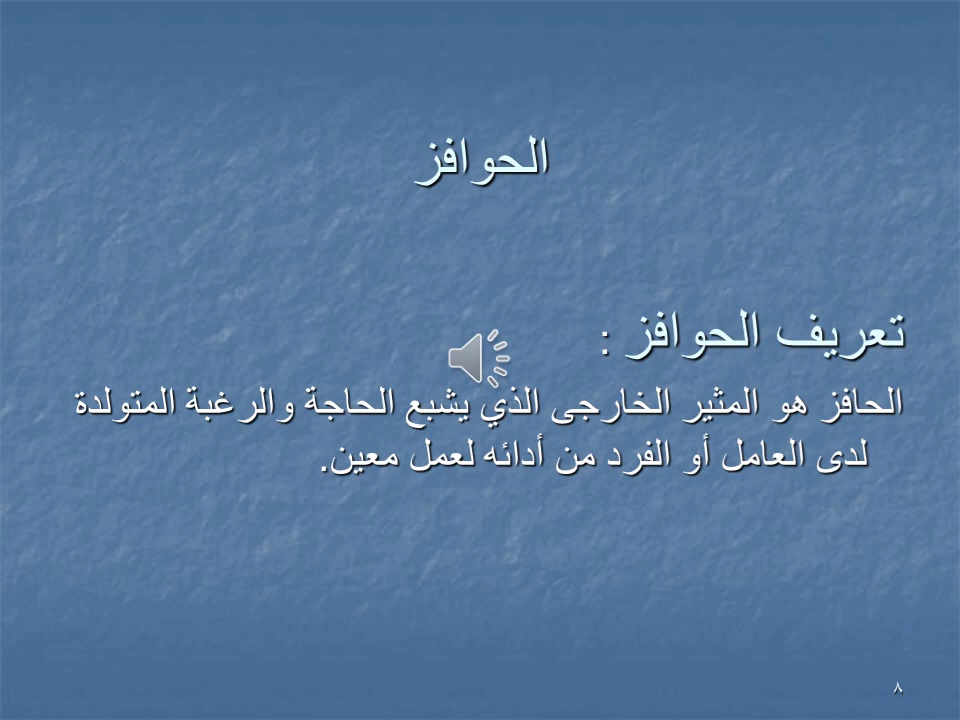 الحوافز
تعريف الحوافز :
الحافز هو المثير الخارجى الذي يشبع الحاجة والرغبة المتولدة
لدى العامل أو الفرد من أدائه لعمل معين.
٨